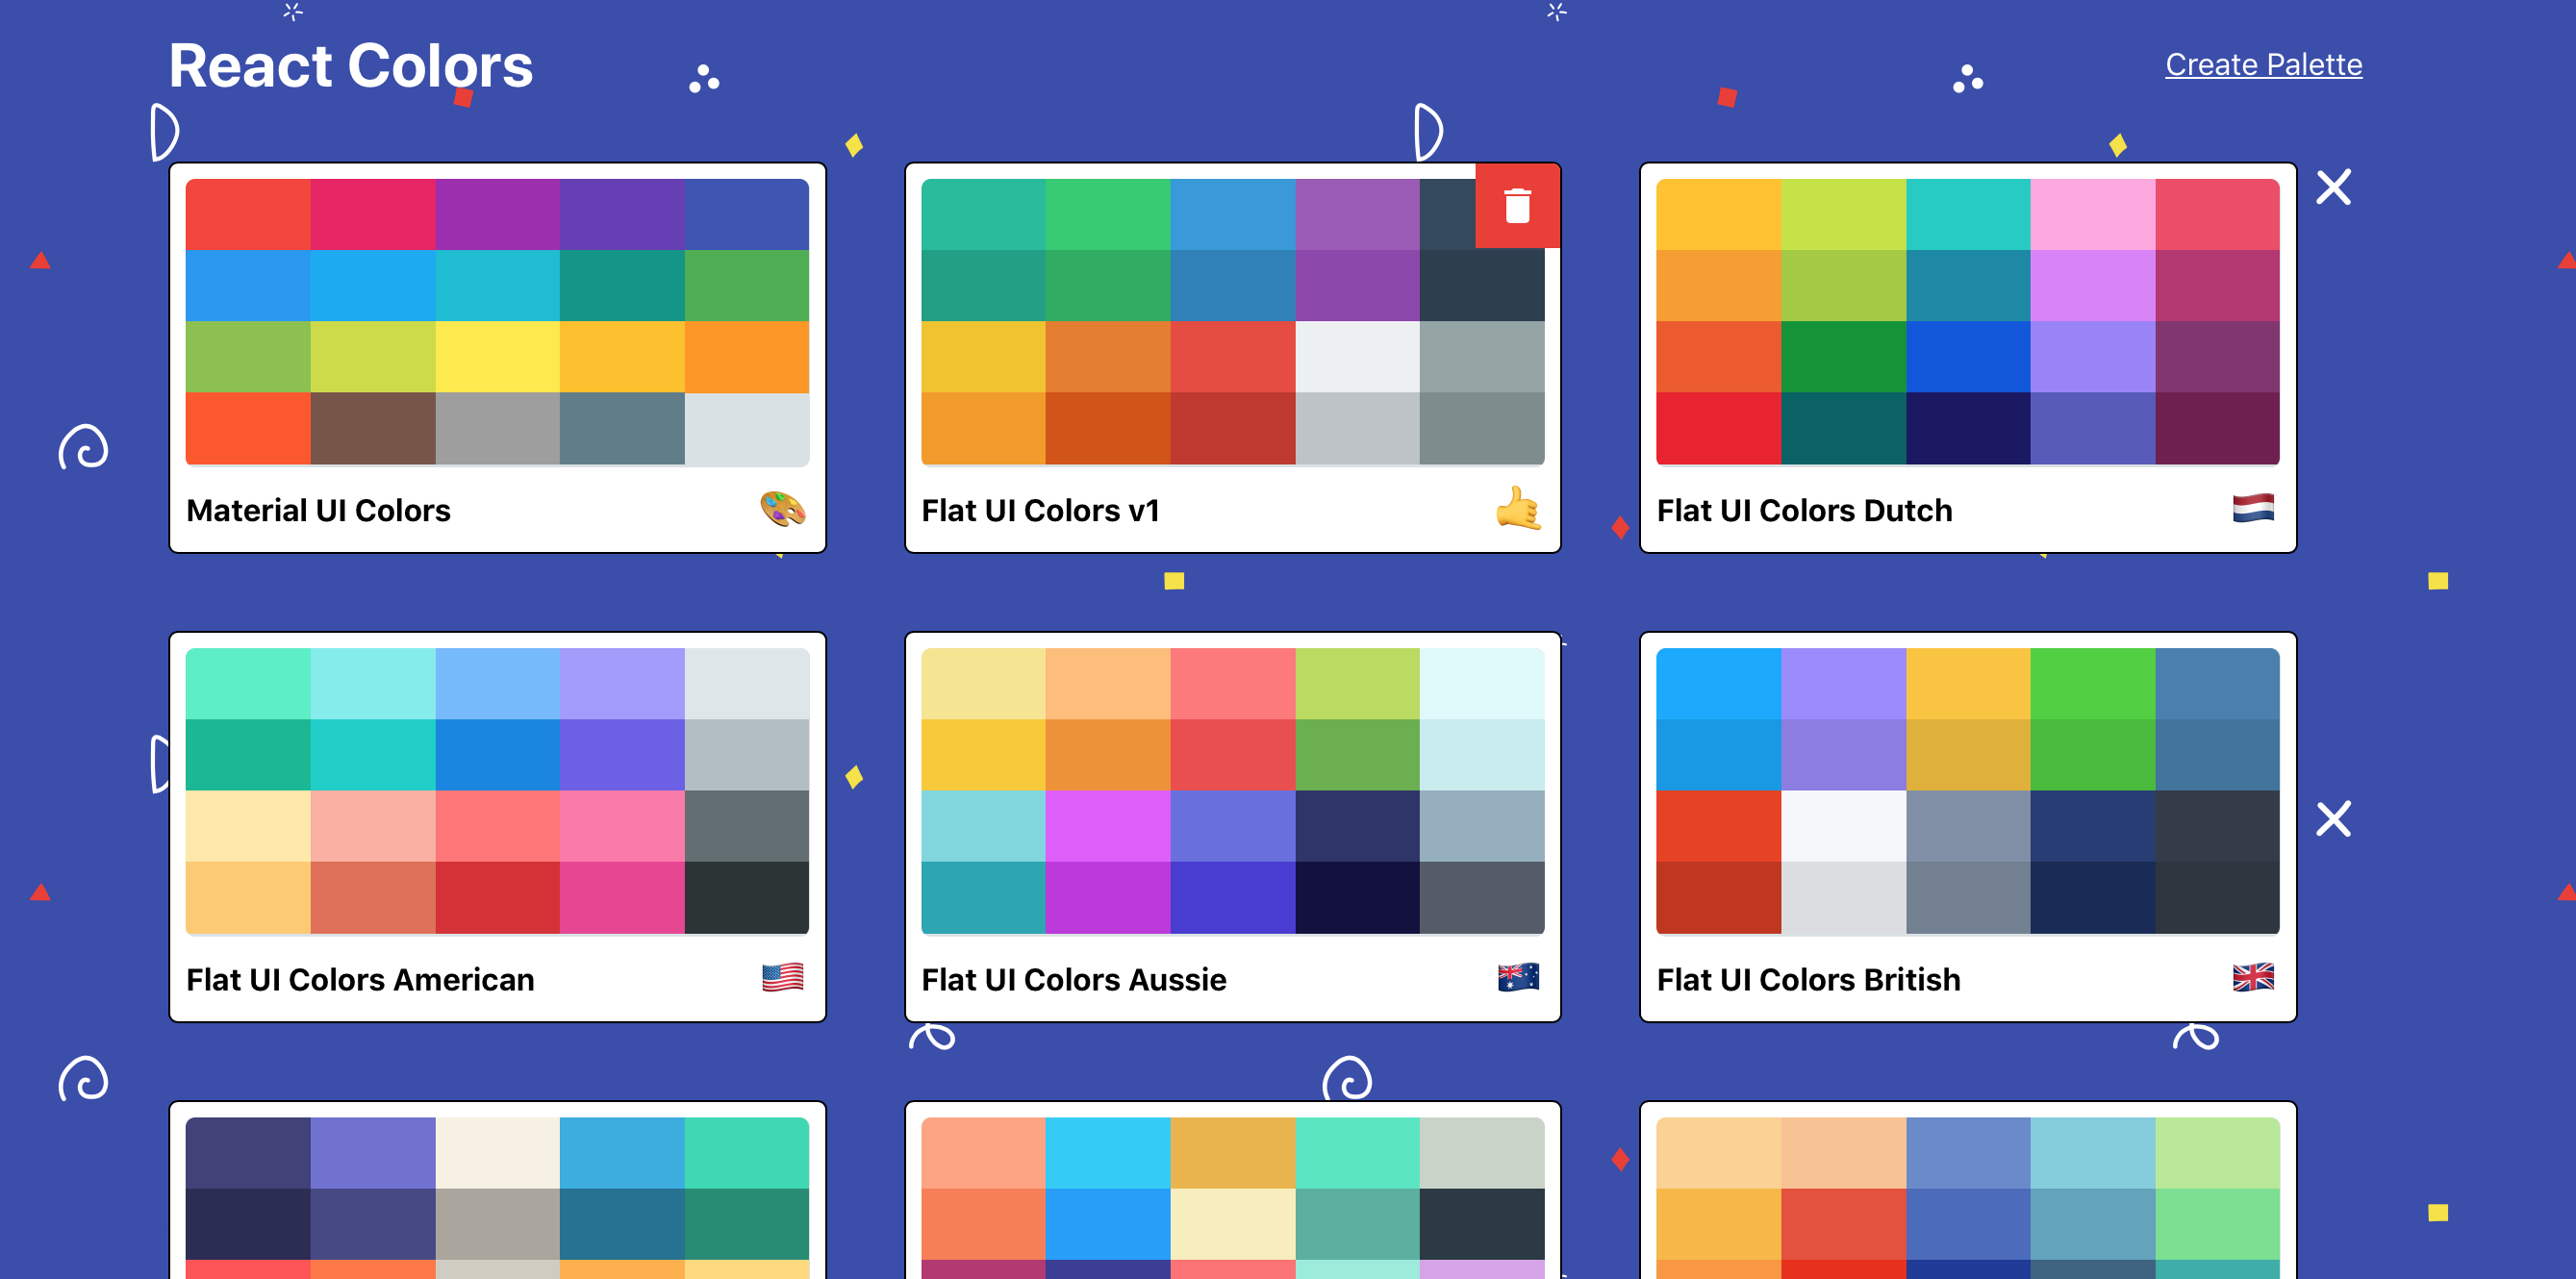 React Colors
Create Palette
Material UI Colors
Flat UI Colors v1
Flat UI Colors Dutch
Flat UI Colors American
Flat UI Colors Aussie
Flat UI Colors British